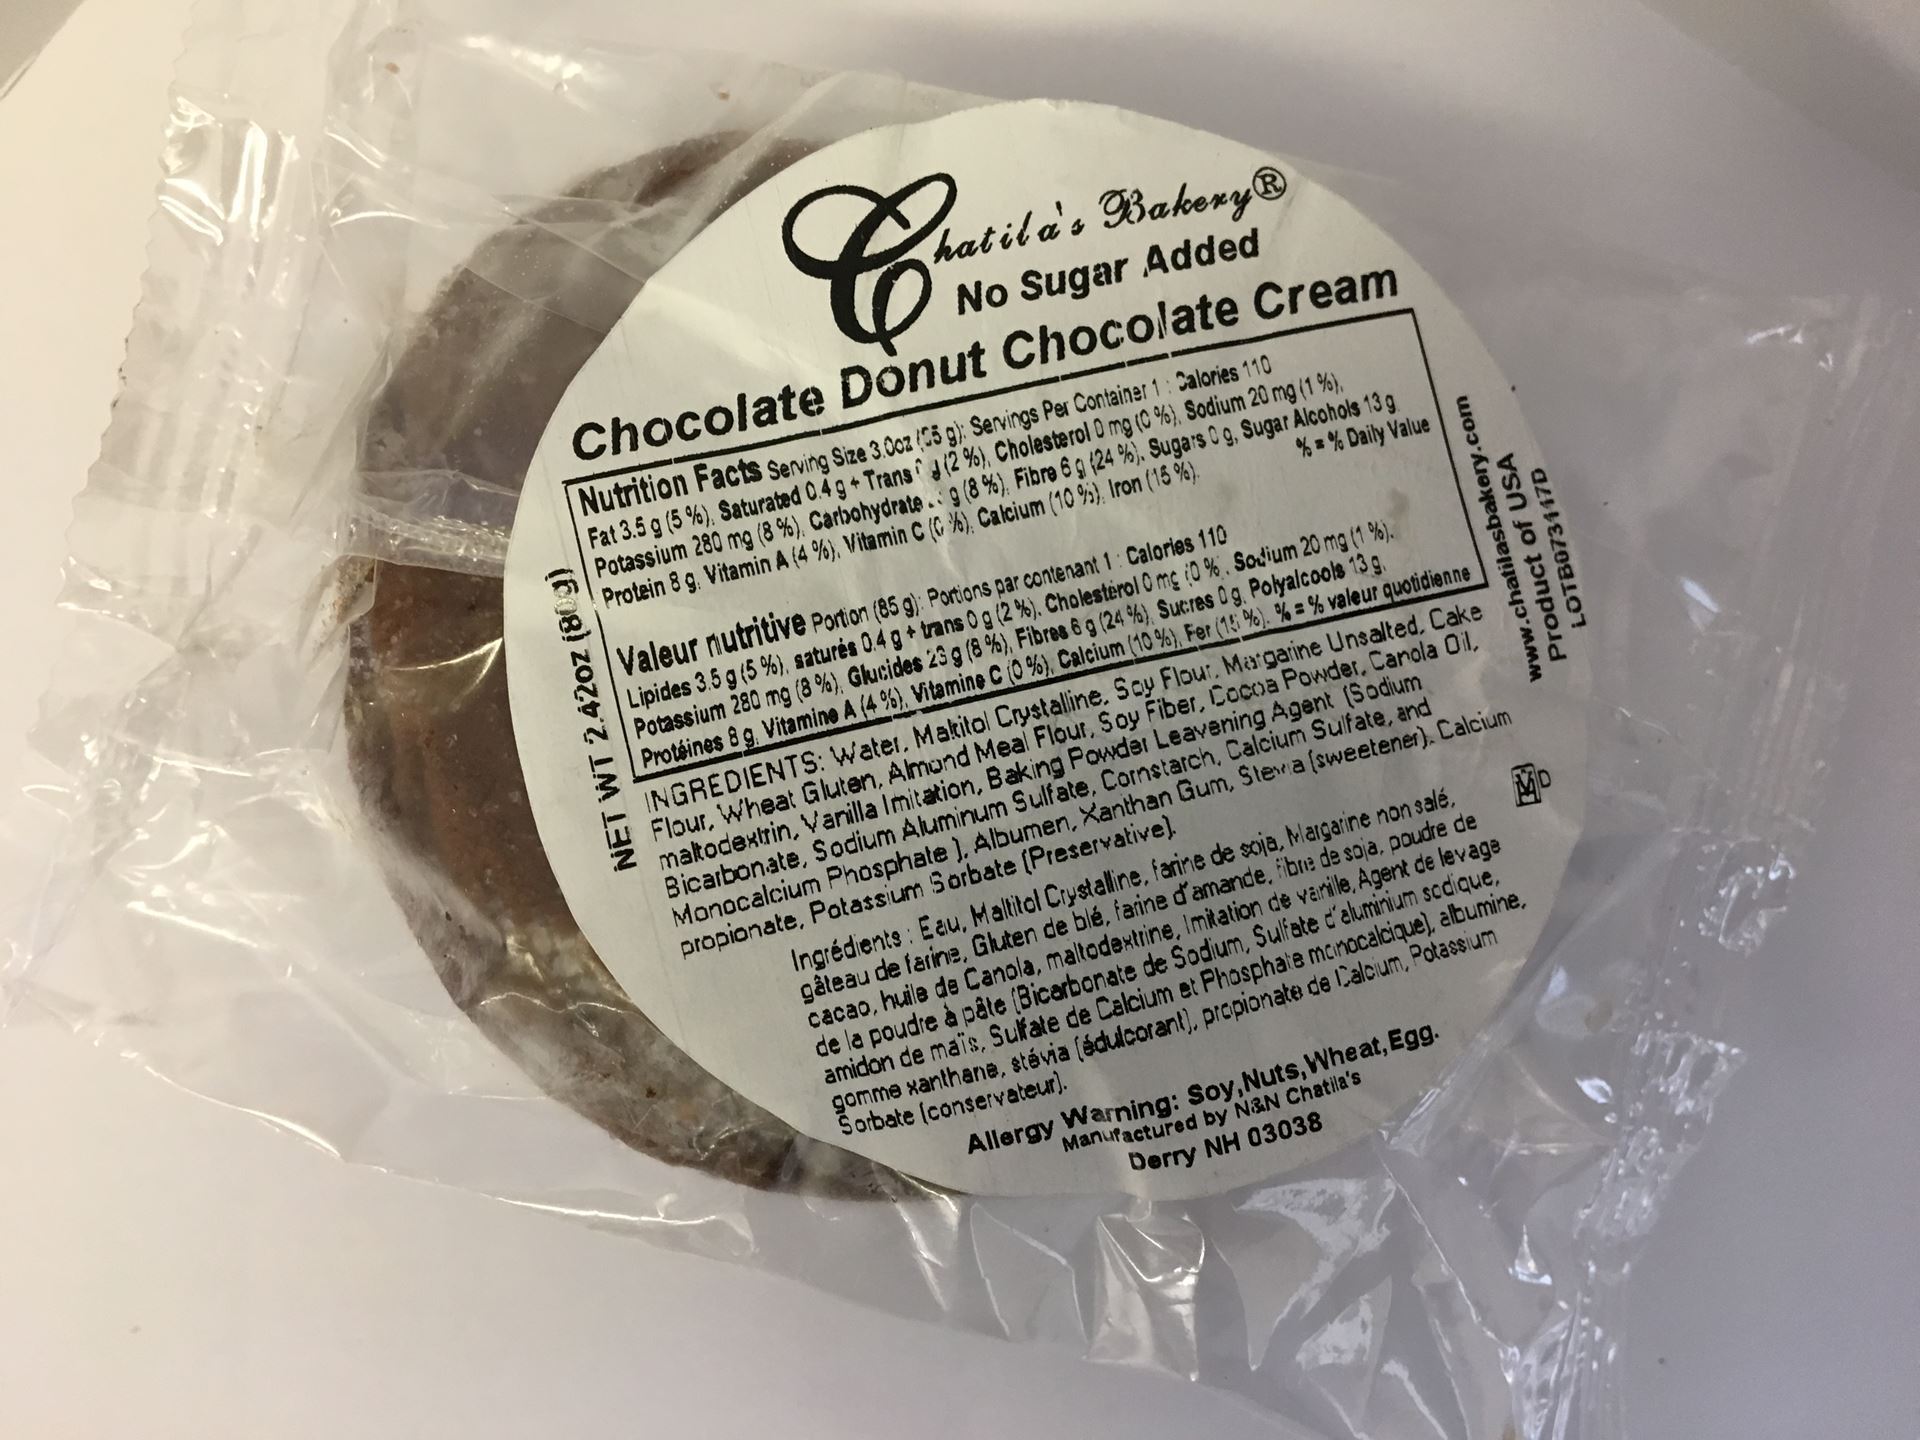 Chatila's Bakery®
No Sugar Added
Chocolate Donut Chocolate Cream
Nutrition Facts Serving Size 3.0oz (85 g); Servings Per Container 1 : Calories 110
Fat 3.5 g (5 %), Saturated 0.4 g + Trans g (2 %), Cholesterol 0 mg (0 %), Sodium 20 mg (1 %),
Potassium 280 mg (8 %), Carbohydrate g (8 %), Fibre 6 g (24 %), Sugars 0 g, Sugar Alcohols 13 g
Protein 8 g, Vitamin A (4 %), Vitamin C (0 %), Calcium (10 %), Iron (15 %).
% = % Daily Value
Valeur nutritive Portion (85 g); Portions par contenant 1 : Calories 110
Lipides 3.5 g (5 %), saturés 0.4 g + trans 0 g (2 %), Cholestérol 0 mg (0 %, Sodium 20 mg (1 %),
Potassium 280 mg (8 %), Glucides 23 g (8 %), Fibres 6 g (24 %), Sucres 0 g, Polyalcools 13 g,
Protéines 8 g, Vitamine A (4 %), Vitamine C (0 %), Calcium (10 %), Fer (15 %). % = % valeur quotidienne
NET WT 2.42oz (80g)
INGREDIENTS: Water, Maltitol Crystalline, Soy Flour, Margarine Unsalted, Cake
Flour, Wheat Gluten, Almond Meal Flour, Soy Fiber, Cocoa Powder, Canola Oil,
maltodextrin, Vanilla Imitation, Baking Powder Leavening Agent (Sodium
Bicarbonate, Sodium Aluminum Sulfate, Cornstarch, Calcium Sulfate, and
Monocalcium Phosphate ), Albumen, Xanthan Gum, Stevia (sweetener), Calcium
propionate, Potassium Sorbate (Preservative).
Ingrédients : Eau, Maltitol Crystalline, farine de soja, Margarine non salé,
gâteau de farine, Gluten de blé, farine d'amande, fibre de soja, poudre de
cacao, huile de Canola, maltodextrine, Imitation de vanille, Agent de levage
de la poudre à pâte (Bicarbonate de Sodium, Sulfate d'aluminium sodique,
amidon de maïs, Sulfate de Calcium et Phosphate monocalcique), albumine,
gomme xanthane, stévia (édulcorant), propionate de Calcium, Potassium
Sorbate (conservateur).
Allergy Warning: Soy,Nuts,Wheat,Egg.
Manufactured by N&N Chatila's
Derry NH 03038
www.chatilasbakery.com
Product of USA
LOTB073117D
D